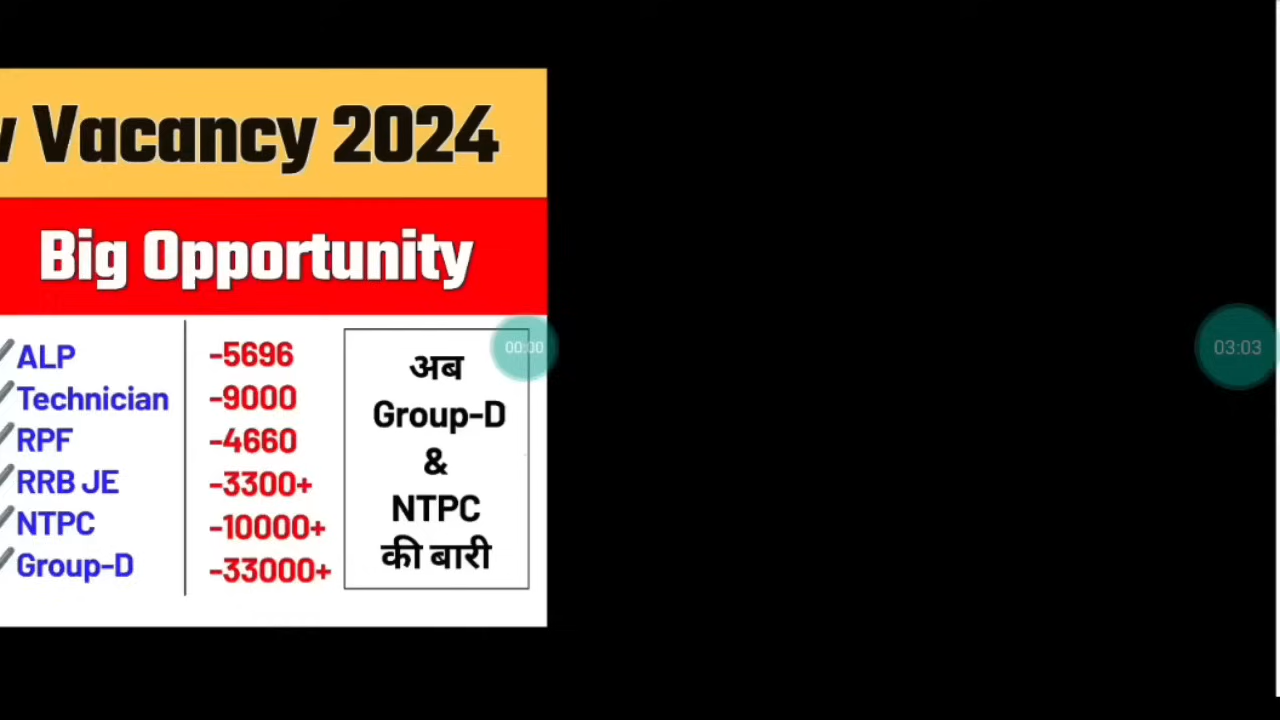 Vacancy 2024
Big Opportunity
ALP -5696
Technician -9000
RPF -4660
RRB JE -3300+
NTPC -10000+
Group-D -33000+
अब
Group-D
&
NTPC
की बारी
00:00
03:03